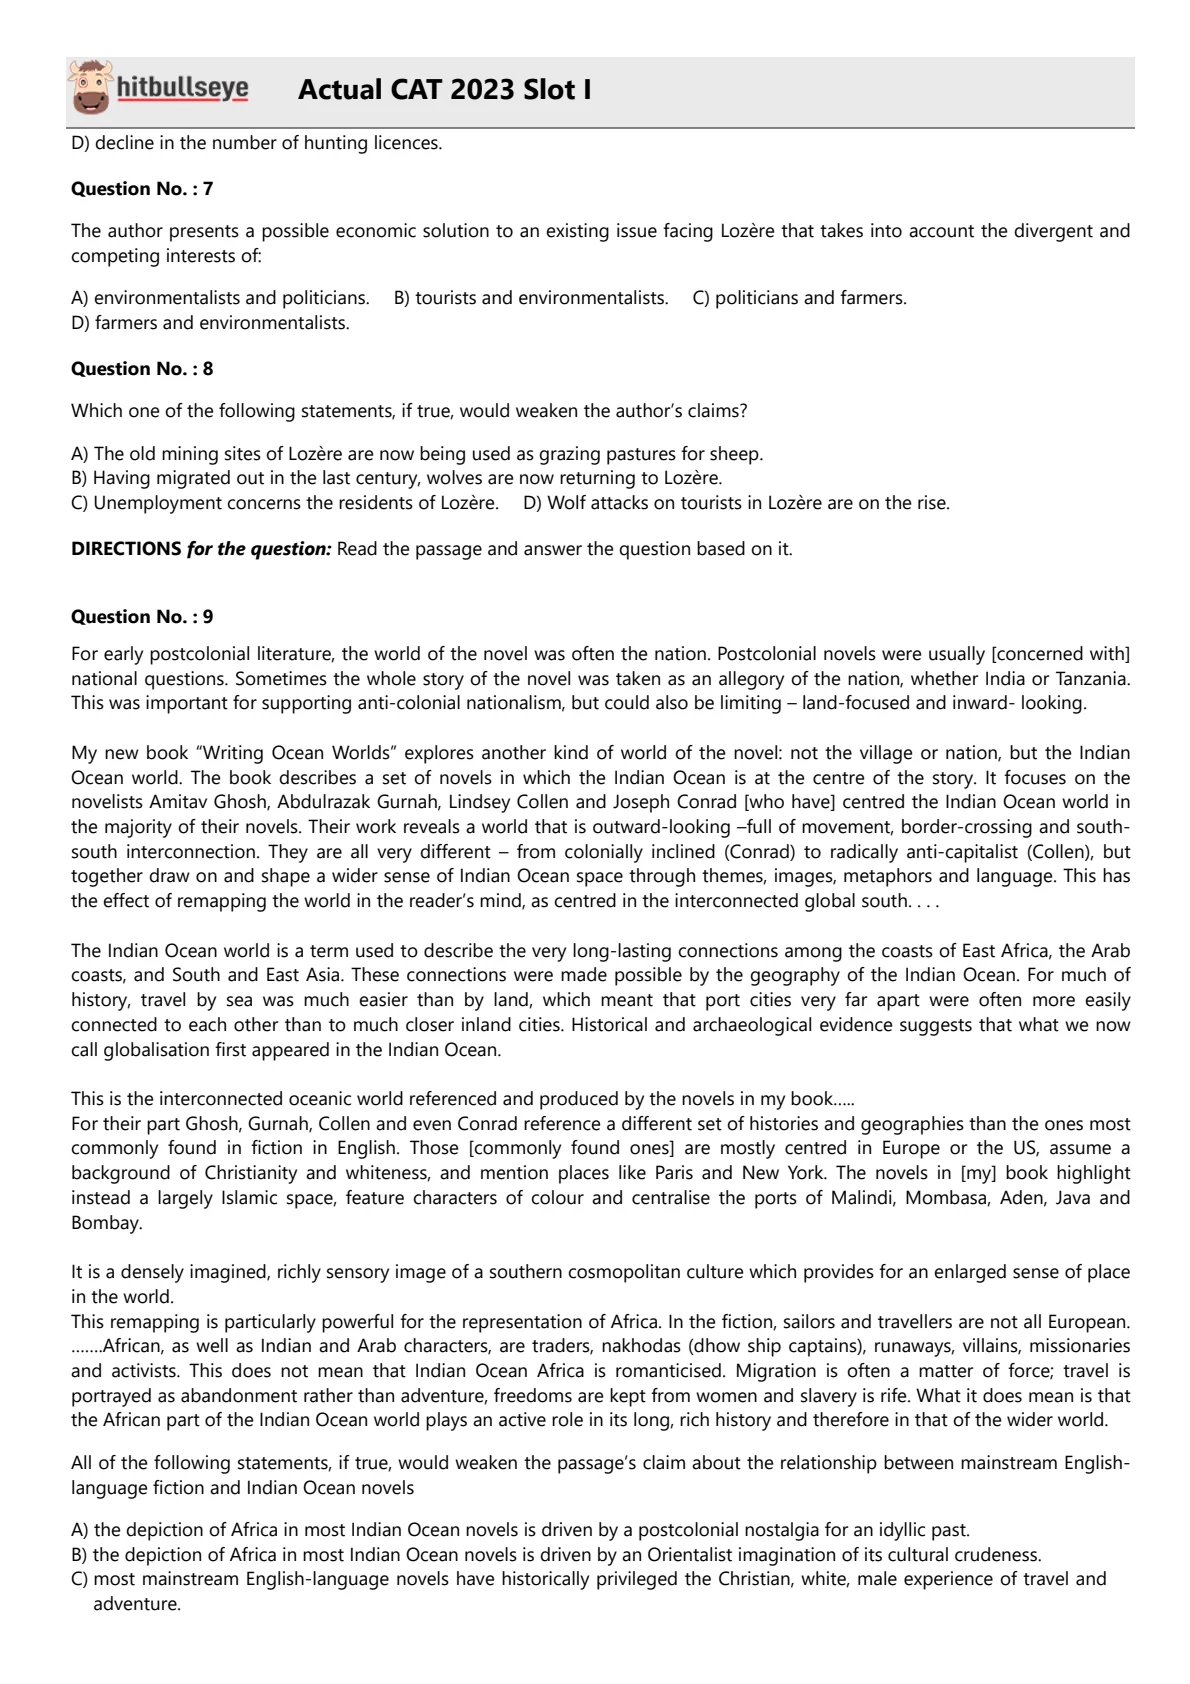 hitbullseye Actual CAT 2023 Slot I
D) decline in the number of hunting licences.
Question No. : 7
The author presents a possible economic solution to an existing issue facing Lozère that takes into account the divergent and
competing interests of:
A) environmentalists and politicians. B) tourists and environmentalists. C) politicians and farmers.
D) farmers and environmentalists.
Question No. : 8
Which one of the following statements, if true, would weaken the author’s claims?
A) The old mining sites of Lozère are now being used as grazing pastures for sheep.
B) Having migrated out in the last century, wolves are now returning to Lozère.
C) Unemployment concerns the residents of Lozère. D) Wolf attacks on tourists in Lozère are on the rise.
DIRECTIONS for the question: Read the passage and answer the question based on it.
Question No. : 9
For early postcolonial literature, the world of the novel was often the nation. Postcolonial novels were usually [concerned with]
national questions. Sometimes the whole story of the novel was taken as an allegory of the nation, whether India or Tanzania.
This was important for supporting anti-colonial nationalism, but could also be limiting – land-focused and inward- looking.
My new book “Writing Ocean Worlds” explores another kind of world of the novel: not the village or nation, but the Indian
Ocean world. The book describes a set of novels in which the Indian Ocean is at the centre of the story. It focuses on the
novelists Amitav Ghosh, Abdulrazak Gurnah, Lindsey Collen and Joseph Conrad [who have] centred the Indian Ocean world in
the majority of their novels. Their work reveals a world that is outward-looking –full of movement, border-crossing and south-
south interconnection. They are all very different – from colonially inclined (Conrad) to radically anti-capitalist (Collen), but
together draw on and shape a wider sense of Indian Ocean space through themes, images, metaphors and language. This has
the effect of remapping the world in the reader’s mind, as centred in the interconnected global south. . . .
The Indian Ocean world is a term used to describe the very long-lasting connections among the coasts of East Africa, the Arab
coasts, and South and East Asia. These connections were made possible by the geography of the Indian Ocean. For much of
history, travel by sea was much easier than by land, which meant that port cities very far apart were often more easily
connected to each other than to much closer inland cities. Historical and archaeological evidence suggests that what we now
call globalisation first appeared in the Indian Ocean.
This is the interconnected oceanic world referenced and produced by the novels in my book…..
For their part Ghosh, Gurnah, Collen and even Conrad reference a different set of histories and geographies than the ones most
commonly found in fiction in English. Those [commonly found ones] are mostly centred in Europe or the US, assume a
background of Christianity and whiteness, and mention places like Paris and New York. The novels in [my] book highlight
instead a largely Islamic space, feature characters of colour and centralise the ports of Malindi, Mombasa, Aden, Java and
Bombay.
It is a densely imagined, richly sensory image of a southern cosmopolitan culture which provides for an enlarged sense of place
in the world.
This remapping is particularly powerful for the representation of Africa. In the fiction, sailors and travellers are not all European.
…….African, as well as Indian and Arab characters, are traders, nakhodas (dhow ship captains), runaways, villains, missionaries
and activists. This does not mean that Indian Ocean Africa is romanticised. Migration is often a matter of force; travel is
portrayed as abandonment rather than adventure, freedoms are kept from women and slavery is rife. What it does mean is that
the African part of the Indian Ocean world plays an active role in its long, rich history and therefore in that of the wider world.
All of the following statements, if true, would weaken the passage’s claim about the relationship between mainstream English-
language fiction and Indian Ocean novels
A) the depiction of Africa in most Indian Ocean novels is driven by a postcolonial nostalgia for an idyllic past.
B) the depiction of Africa in most Indian Ocean novels is driven by an Orientalist imagination of its cultural crudeness.
C) most mainstream English-language novels have historically privileged the Christian, white, male experience of travel and
adventure.